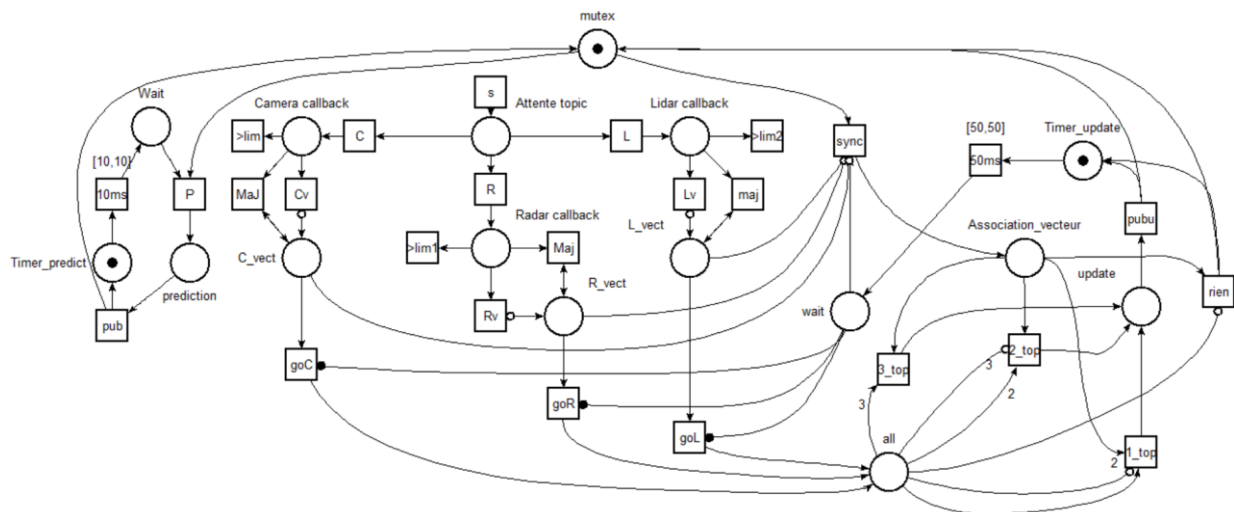 mutex
Wait
Camera callback
s
Attente topic
Lidar callback
>lim
C
L
>lim2
sync
[50,50]
Timer_update
50ms
[10,10]
10ms
P
MaJ
Cv
R
Lv
maj
Radar callback
L_vect
Association_vecteur
pubu
Timer_predict
C_vect
>lim1
Maj
update
prediction
R_vect
rien
pub
Rv
wait
goC
3_top
2_top
3
2
goR
3
goL
all
2
1_top